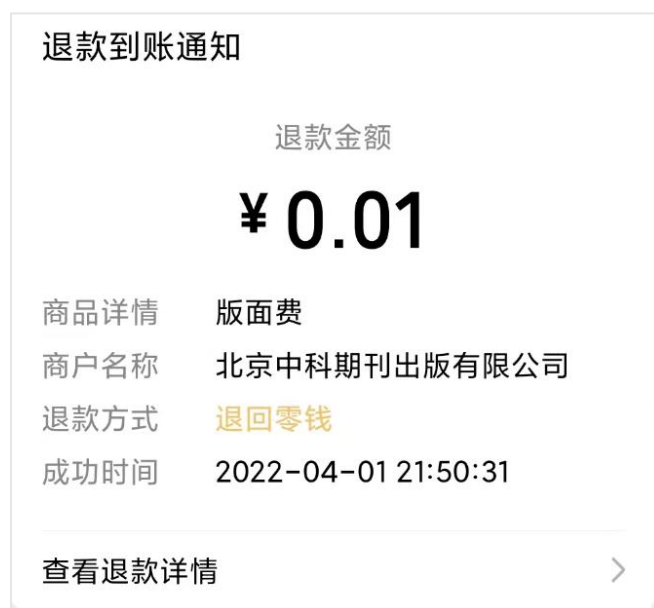 退款到账通知
退款金额
¥0.01
商品详情 版面费
商户名称 北京中科期刊出版有限公司
退款方式 退回零钱
成功时间 2022-04-01 21:50:31
查看退款详情